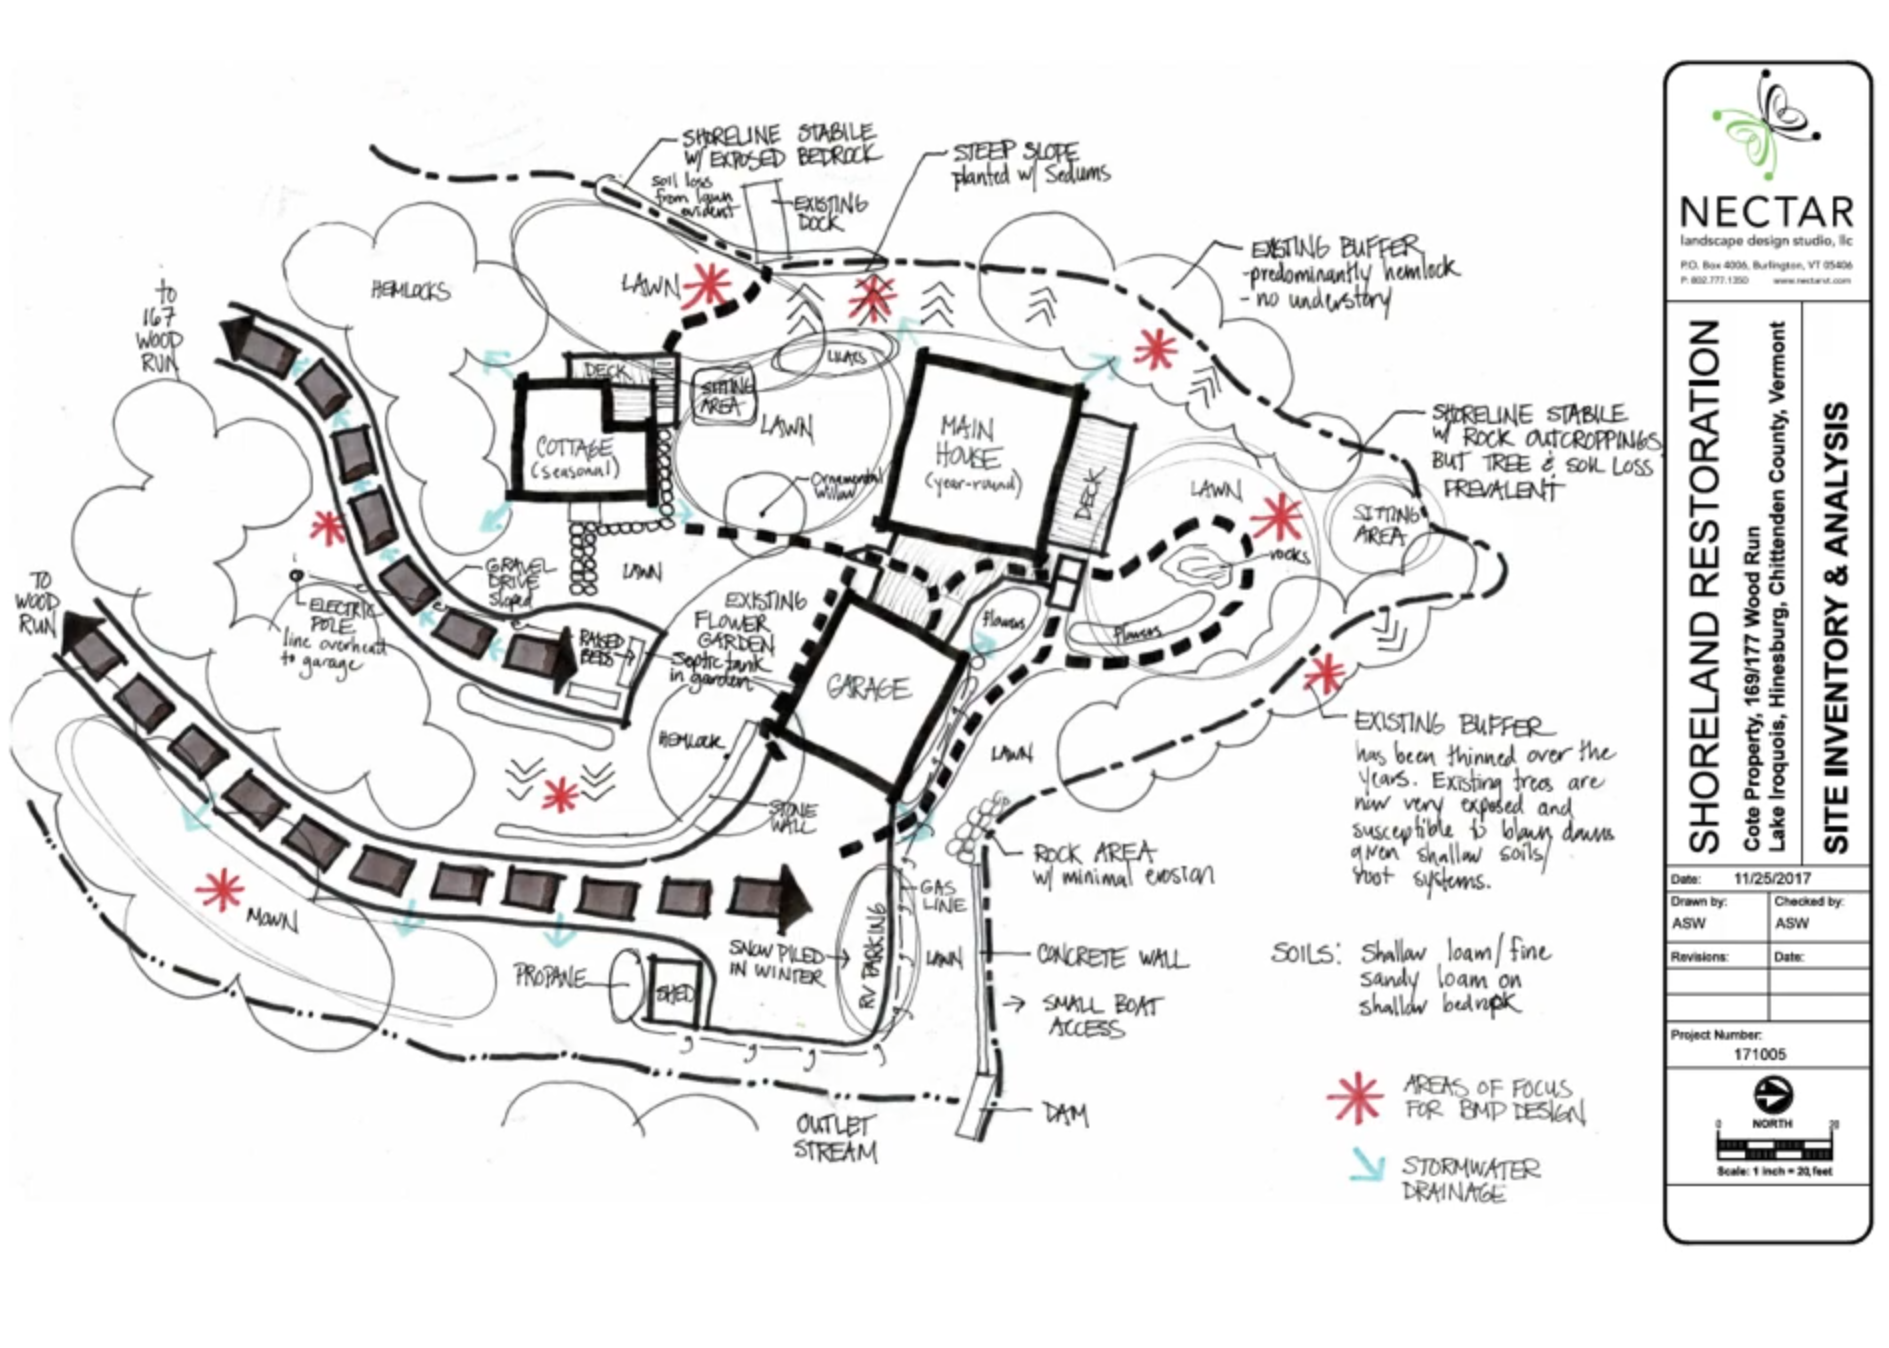 SHORELINE STABILE
W/ EXPOSED BEDROCK
soil loss
from lawn
evident
EXISTING
DOCK
STEEP SLOPE
planted w/ Sedums
EXISTING BUFFER
-predominantly hemlock
- no understory
HEMLOCKS
LAWN
to
167
WOOD
RUN
DECK
SITTING
AREA
LILACS
LAWN
COTTAGE
(seasonal)
MAIN
HOUSE
(year-round)
DECK
Ornamental
Willow
LAWN
SHORELINE STABILE
W/ ROCK OUTCROPPINGS
BUT TREE & SOIL LOSS
PREVALENT
SITTING
AREA
rocks
flowers
flowers
LAWN
GRAVEL
DRIVE
sloped
ELECTRIC
POLE
line overhead
to garage
TO
WOOD
RUN
RAISED
BEDS
EXISTING
FLOWER
GARDEN
Septic tank
in garden
GARAGE
HEMLOCK
STONE
WALL
LAWN
EXISTING BUFFER
has been thinned over the
years. Existing trees are
now very exposed and
susceptible to blow downs
given shallow soils/
root systems.
ROCK AREA
w/ minimal erosion
GAS
LINE
MOWN
PROPANE
SHED
SNOW PILED
IN WINTER
RV PARKING
LAWN
CONCRETE WALL
SMALL BOAT
ACCESS
DAM
OUTLET
STREAM
SOILS: Shallow loam/fine
sandy loam on
shallow bedrock
AREAS OF FOCUS
FOR BMP DESIGN
STORMWATER
DRAINAGE
NECTAR
landscape design studio, llc
P.O. Box 4006, Burlington, VT 05406
P: 802.777.1350 www.nectarvt.com
SHORELAND RESTORATION
Cote Property, 169/177 Wood Run
Lake Iroquois, Hinesburg, Chittenden County, Vermont
SITE INVENTORY & ANALYSIS
Date: 11/25/2017
Drawn by: Checked by:
ASW ASW
Revisions: Date:
Project Number:
171005
NORTH
0 20
Scale: 1 inch = 20 feet